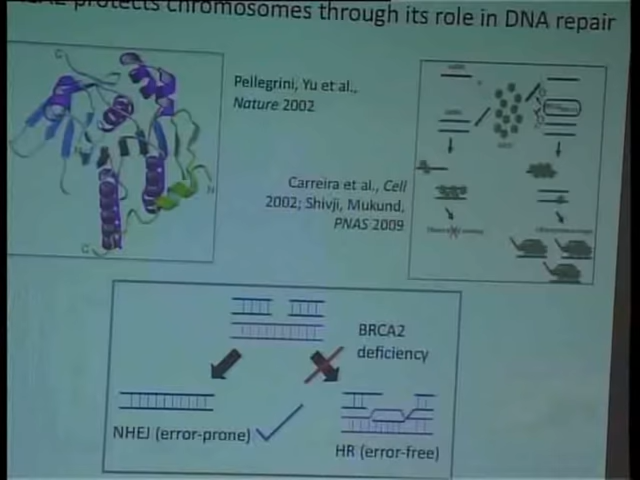 protects chromosomes through its role in DNA repair
Pellegrini, Yu et al.,
Nature 2002
Carreira et al., Cell
2002; Shivji, Mukund,
PNAS 2009
C
N
C
BRCA2
deficiency
NHEJ (error-prone)
HR (error-free)